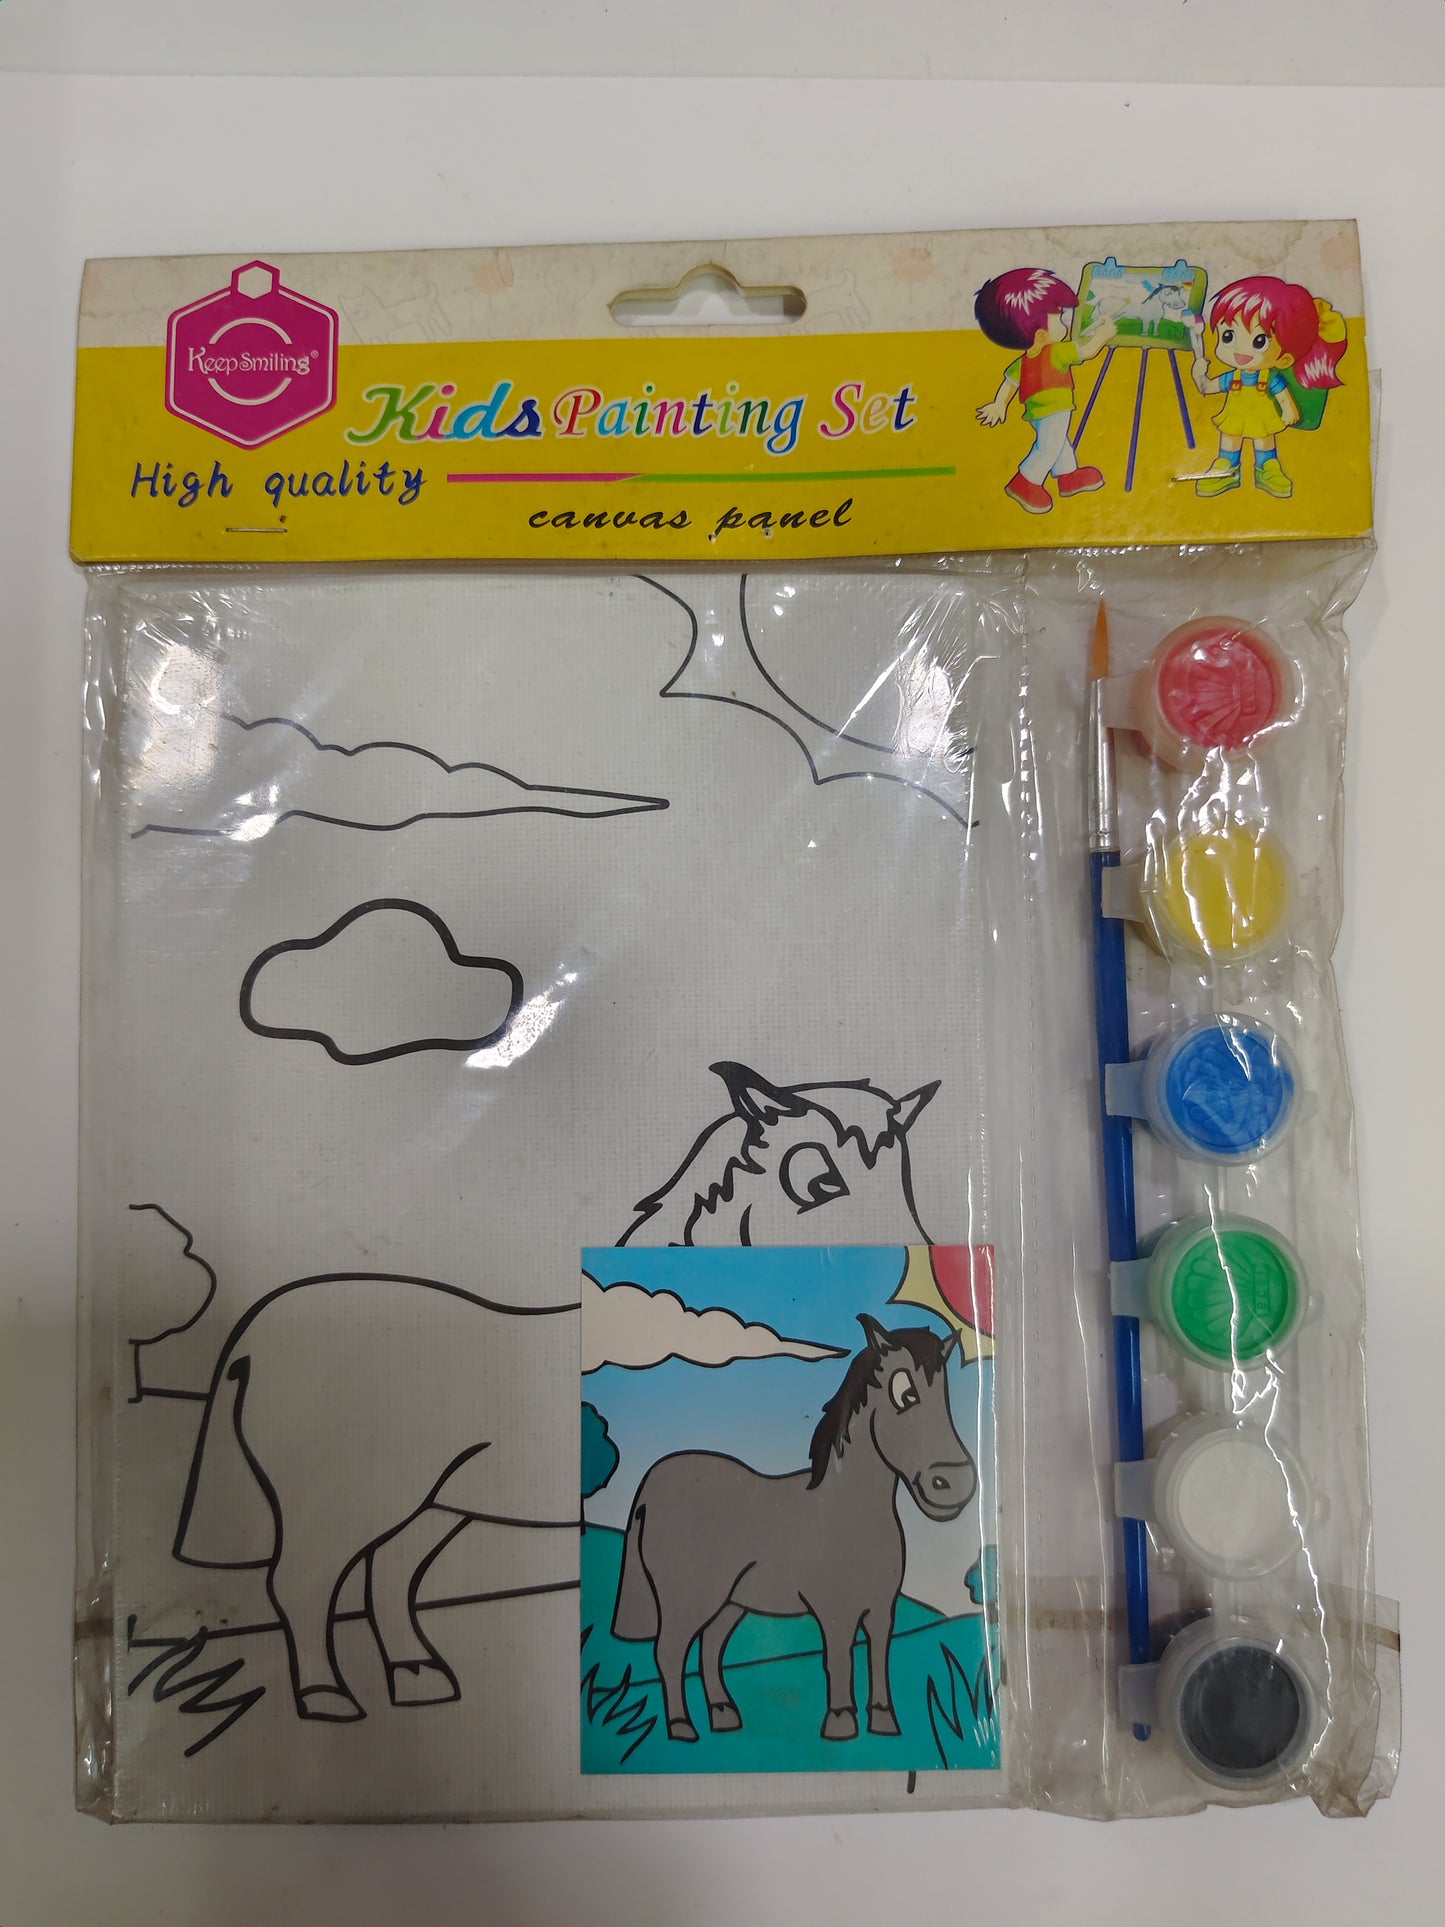 KeepSmiling®
Kids Painting Set
High quality
canvas panel